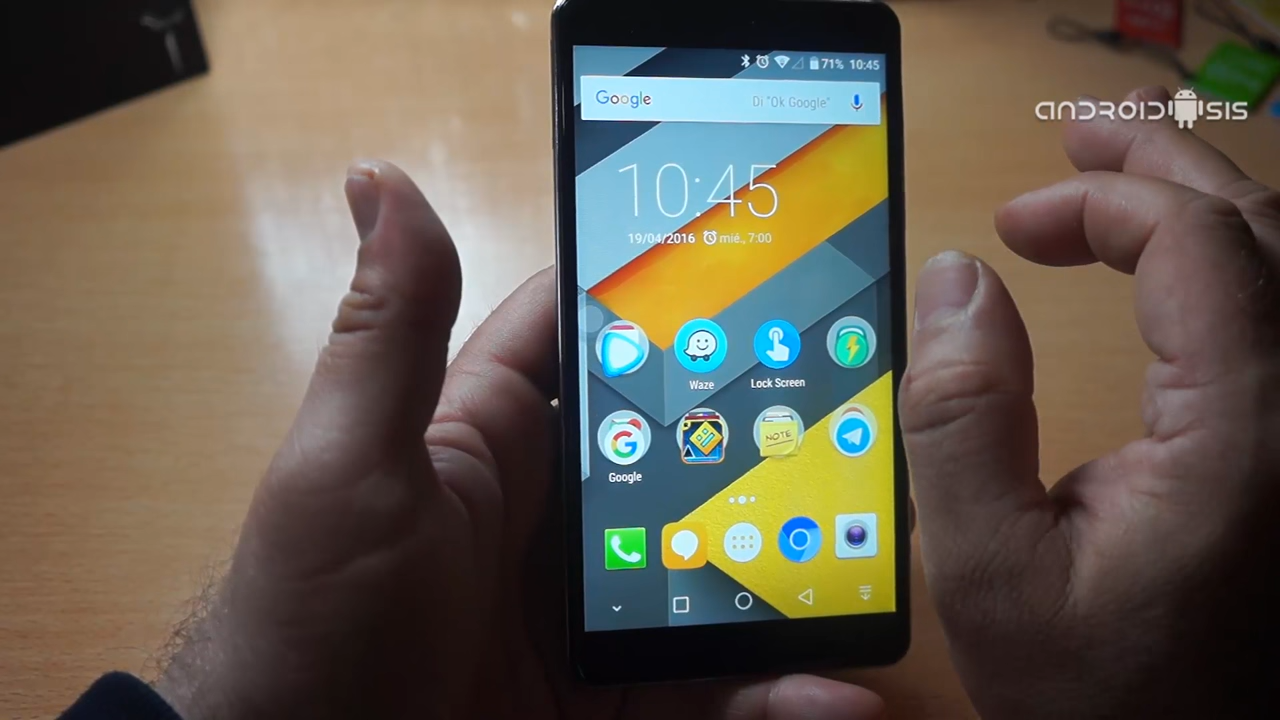 71% 10:45
Google Di "Ok Google"
ANDROIDSIS
10:45
19/04/2016 mié., 7:00
Waze
Lock Screen
NOTE
Google